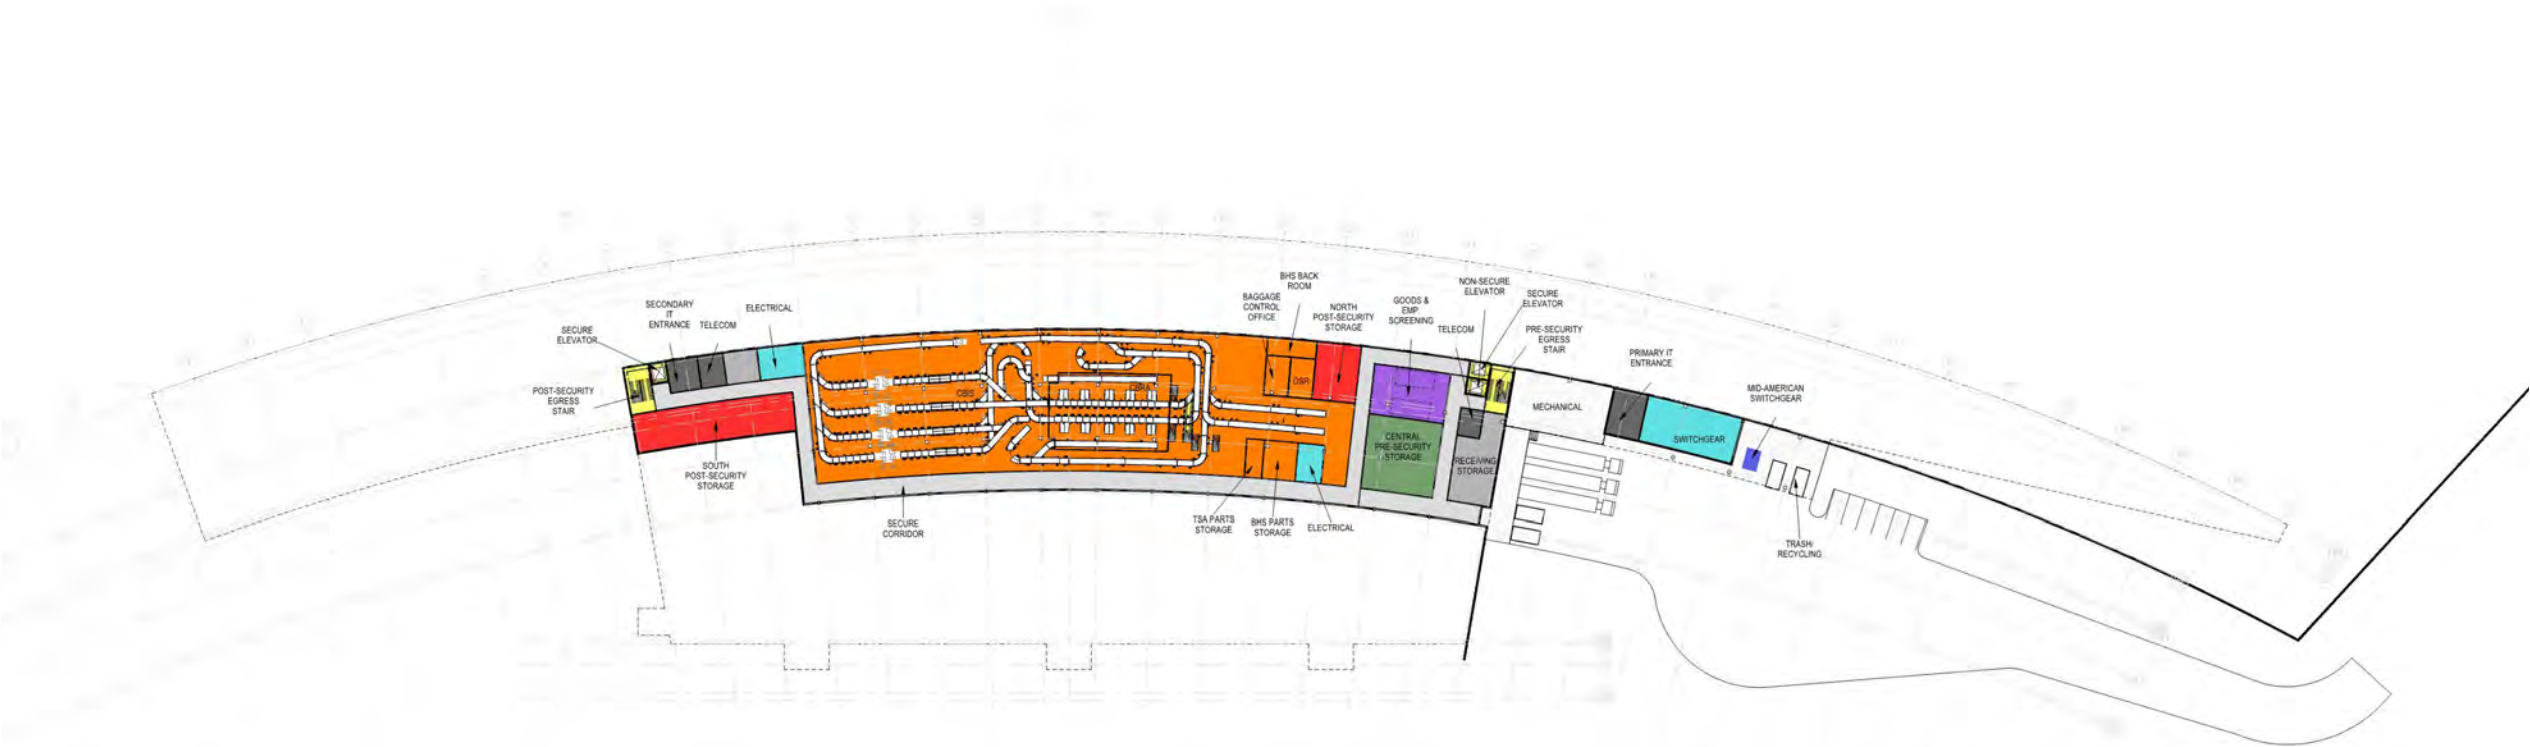 SECURE
ELEVATOR
SECONDARY
IT
ENTRANCE
TELECOM
ELECTRICAL
POST-SECURITY
EGRESS
STAIR
SOUTH
POST-SECURITY
STORAGE
SECURE
CORRIDOR
CBIS
CBRA
BAGGAGE
CONTROL
OFFICE
BHS BACK
ROOM
OSR
NORTH
POST-SECURITY
STORAGE
TSA PARTS
STORAGE
BHS PARTS
STORAGE
ELECTRICAL
GOODS &
EMP.
SCREENING
CENTRAL
PRE-SECURITY
STORAGE
TELECOM
NON-SECURE
ELEVATOR
SECURE
ELEVATOR
PRE-SECURITY
EGRESS
STAIR
RECEIVING
STORAGE
MECHANICAL
PRIMARY IT
ENTRANCE
SWITCHGEAR
MID-AMERICAN
SWITCHGEAR
TRASH/
RECYCLING